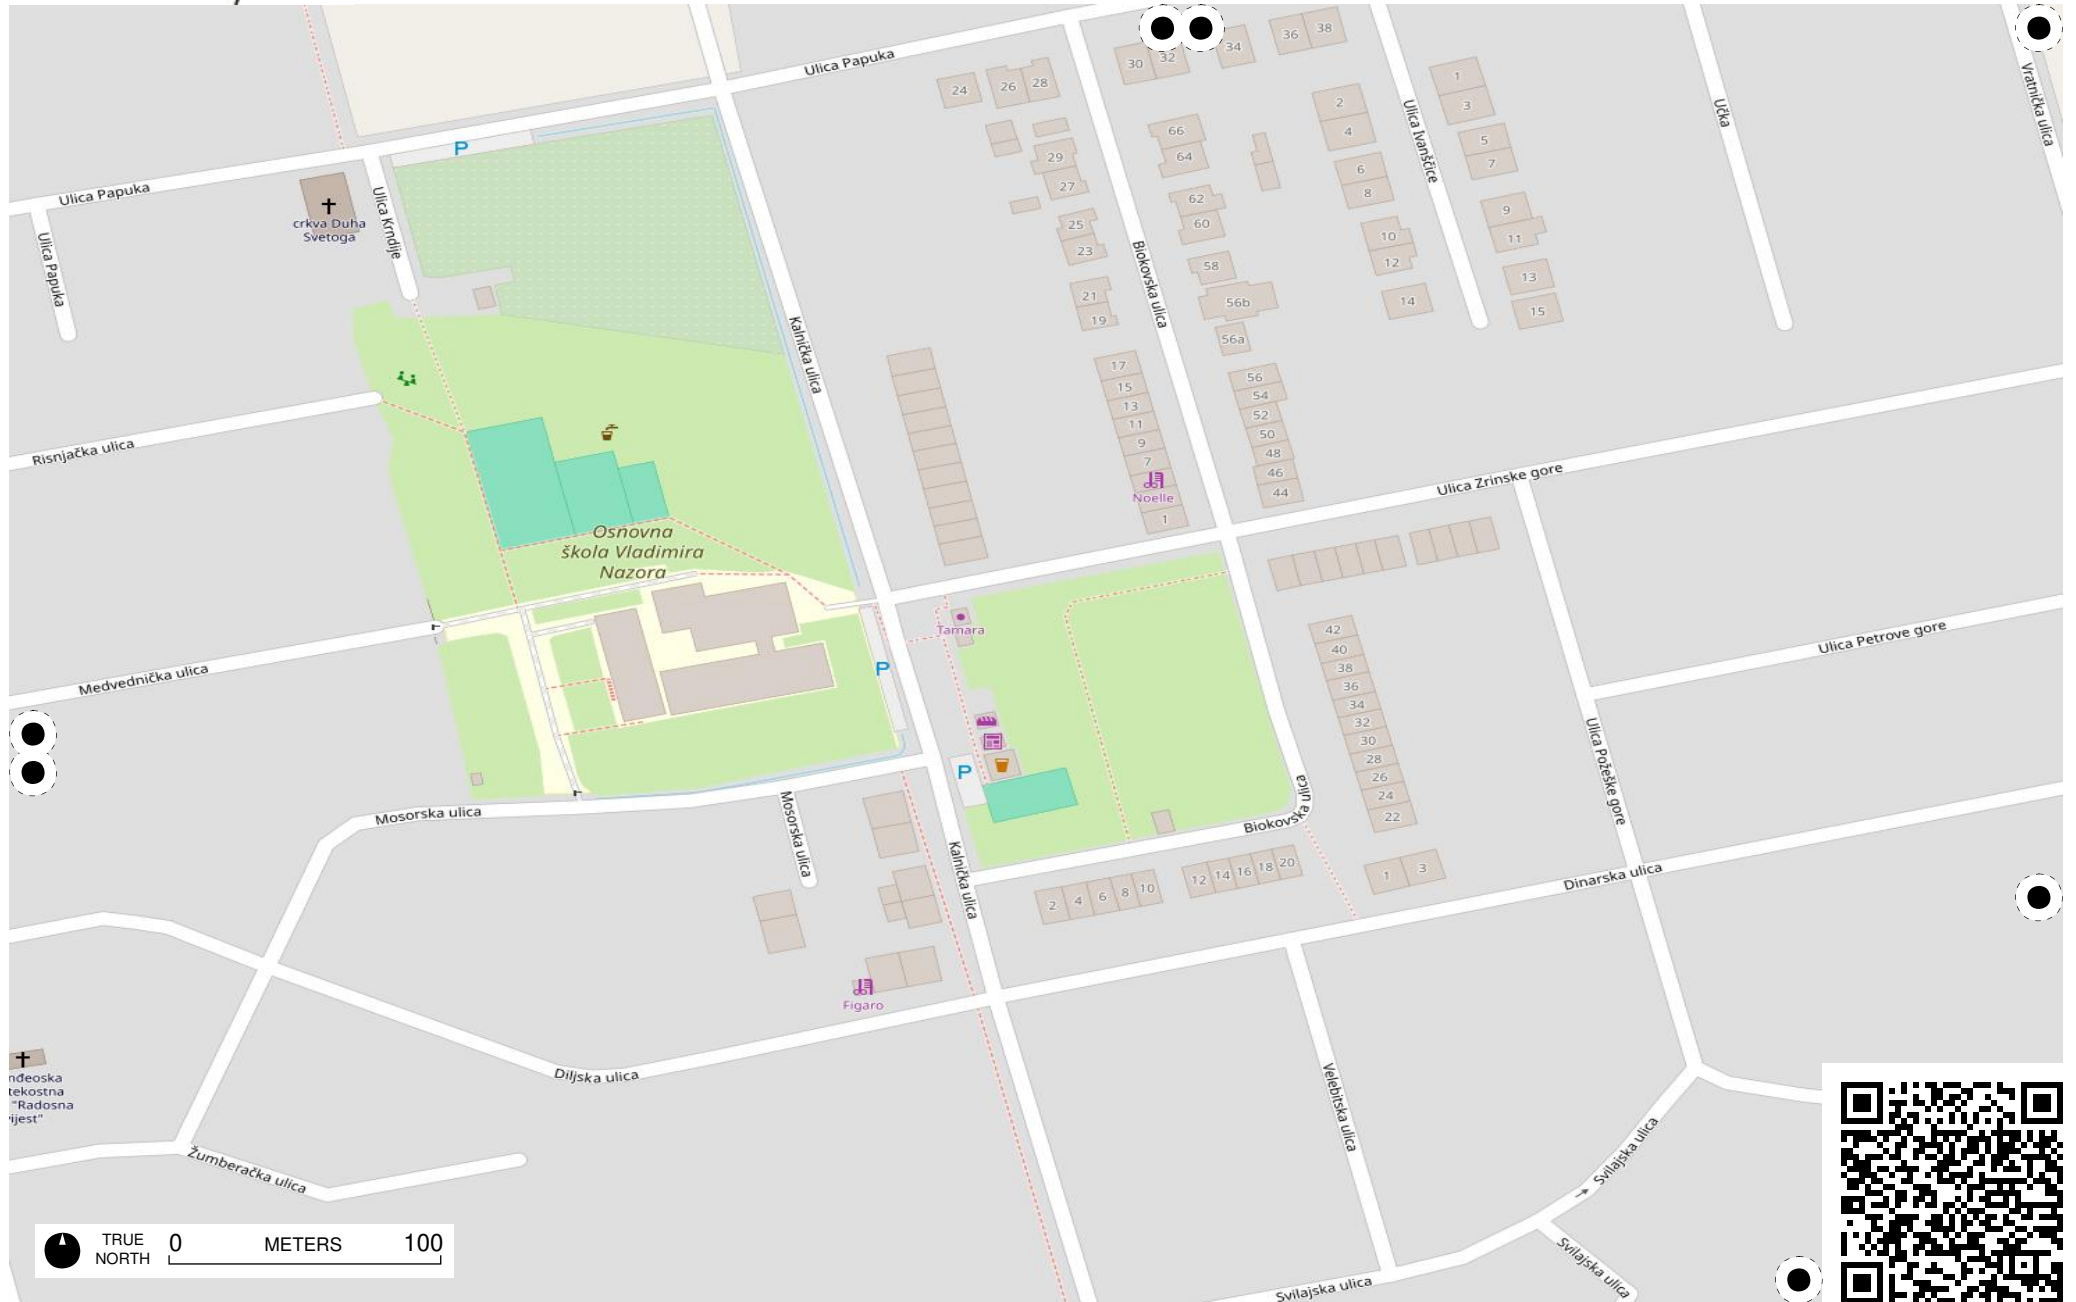 Ulica Papuka
30
32
34
36
38
24
26
28
2
4
Ulica Ivanščice
1
3
5
7
Učka
Vratnička ulica
P
Ulica Papuka
Ulica Papuka
crkva Duha
Svetoga
Ulica Krndije
29
27
25
23
21
19
66
64
62
60
58
56b
56a
Biokovska ulica
6
8
10
12
14
9
11
13
15
Kalnička ulica
17
15
13
11
9
7
Noelle
1
56
54
52
50
48
46
44
Risnjačka ulica
Ulica Zrinske gore
Osnovna
škola Vladimira
Nazora
Medvednička ulica
P
Tamara
42
40
38
36
34
32
30
28
26
24
22
Ulica Petrove gore
Ulica Požeške gore
P
Mosorska ulica
Mosorska ulica
Biokovska ulica
Kalnička ulica
2
4
6
8
10
12
14
16
18
20
1
3
Dinarska ulica
Figaro
nđeoska
tekostna
"Radosna
ijest"
Diljska ulica
Velebitska ulica
Žumberačka ulica
Svilajska ulica
Svilajska ulica
Svilajska ulica
TRUE
NORTH
0
METERS
100